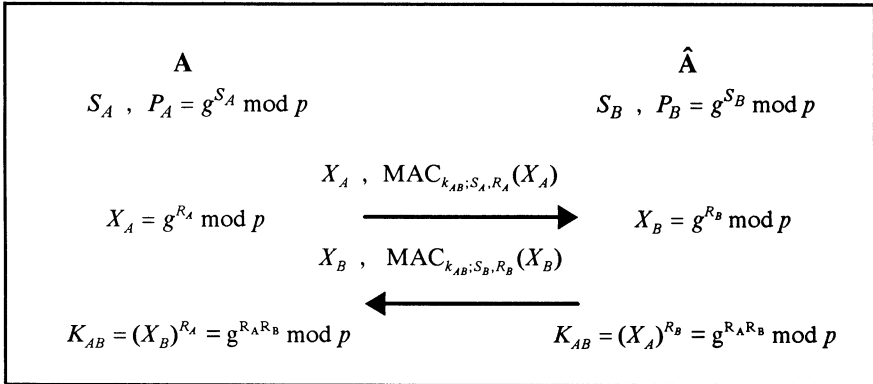 A Â
S_A , P_A = g^{S_A} mod p S_B , P_B = g^{S_B} mod p
X_A , MAC_{k_{AB};S_A,R_A}(X_A)
X_A = g^{R_A} mod p X_B = g^{R_B} mod p
X_B , MAC_{k_{AB};S_B,R_B}(X_B)
K_{AB} = (X_B)^{R_A} = g^{R_A R_B} mod p K_{AB} = (X_A)^{R_B} = g^{R_A R_B} mod p